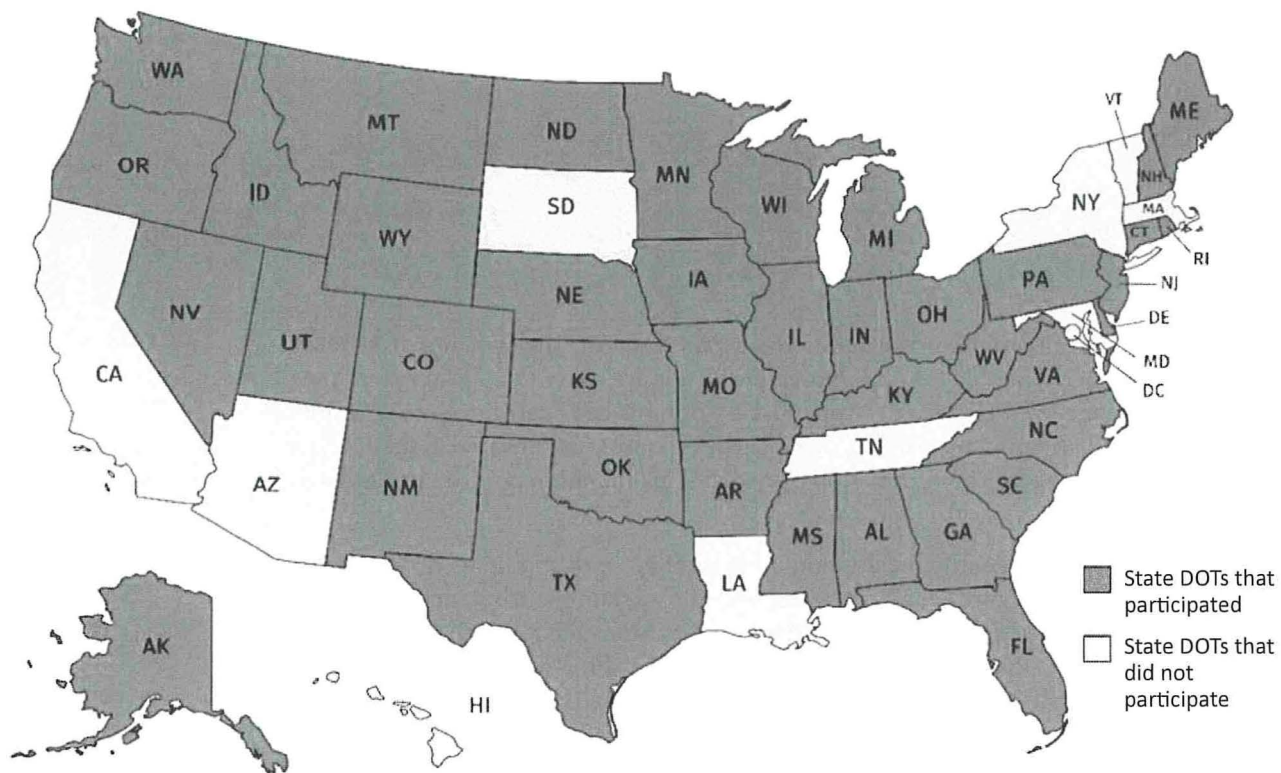 WA
MT
ND
MN
OR
ID
SD
WI
MI
WY
NE
IA
NV
UT
CO
KS
MO
IL
IN
OH
CA
AZ
NM
OK
AR
KY
WV
VA
PA
NY
VT
ME
NH
MA
CT
RI
NJ
DE
MD
DC
NC
TN
SC
MS
AL
GA
TX
LA
FL
AK
HI
State DOTs that
participated
State DOTs that
did not
participate